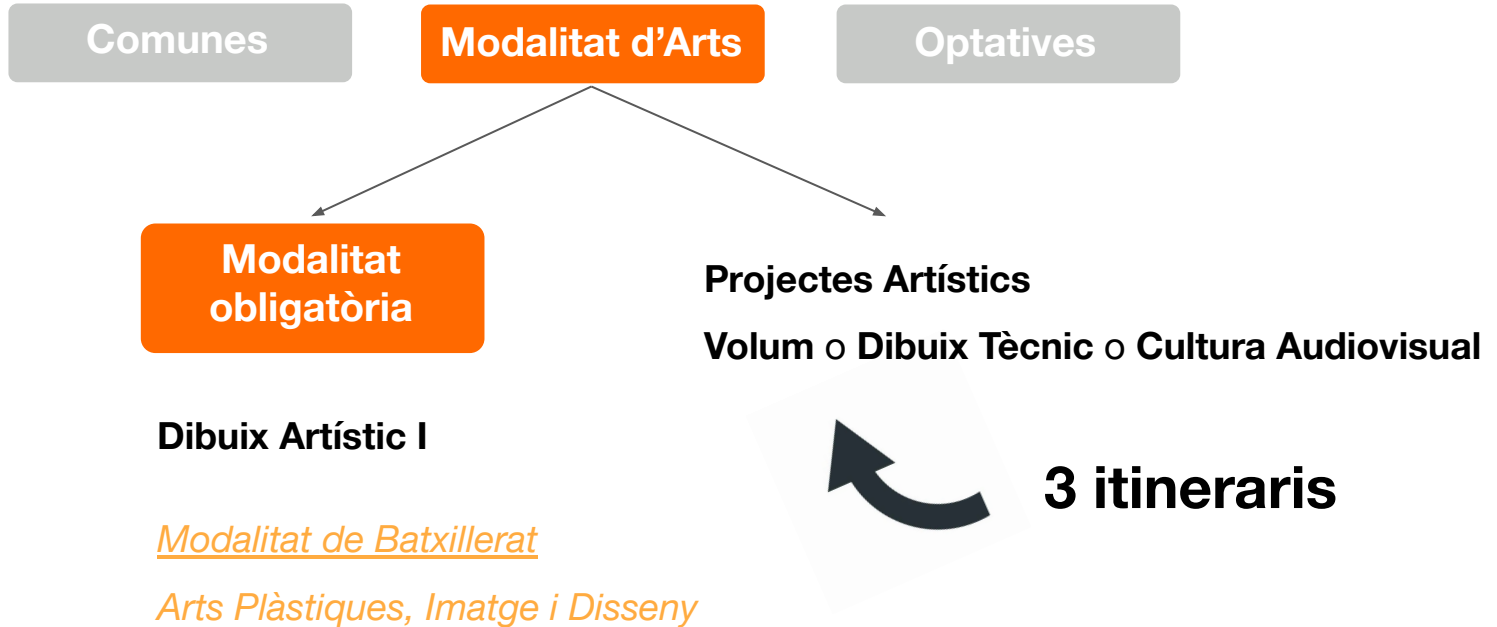 Comunes
Modalitat d’Arts
Optatives
Modalitat
obligatòria
Projectes Artístics
Volum o Dibuix Tècnic o Cultura Audiovisual
Dibuix Artístic I
3 itineraris
Modalitat de Batxillerat
Arts Plàstiques, Imatge i Disseny